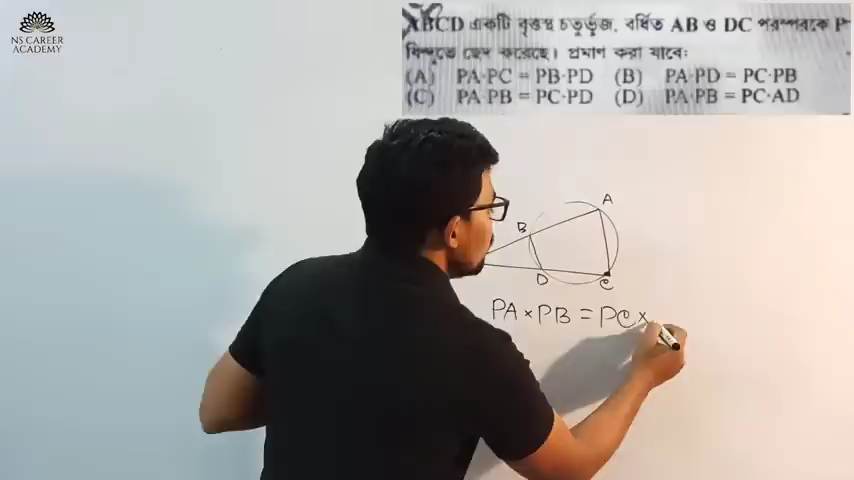 NS CAREER
ACADEMY
ABCD একটি বৃত্তস্থ চতুর্ভুজ. বর্ধিত AB ও DC পরস্পরকে P
বিন্দুতে ছেদ করেছে। প্রমাণ করা যাবেঃ
(A) PA·PC = PB·PD (B) PA·PD = PC·PB
(C) PA·PB = PC·PD (D) PA·PB = PC·AD
A
B
D
C
PA × PB = PC ×